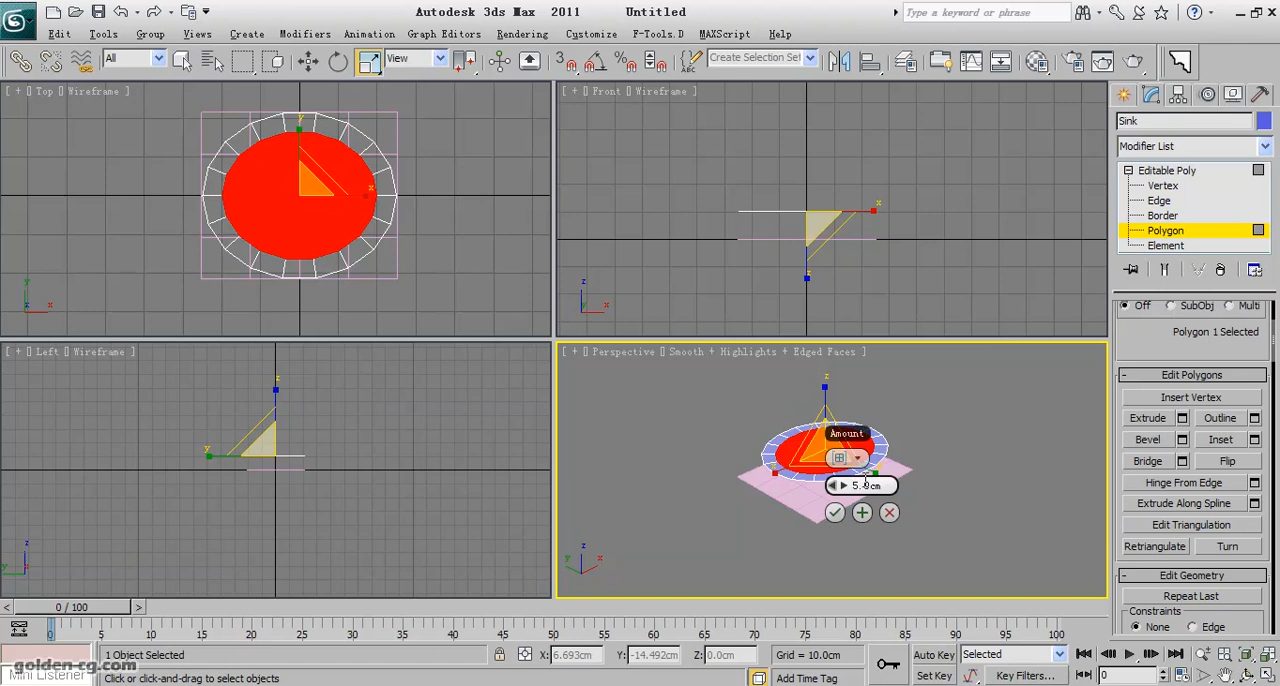 Autodesk 3ds Max 2011 Untitled
Type a keyword or phrase
Edit Tools Group Views Create Modifiers Animation Graph Editors Rendering Customize F-Tools.D MAXScript Help
All
View
3
Create Selection Set
[ + [] Top Wireframe ]
[ + [] Front Wireframe ]
[ + [] Left Wireframe ]
[ + [] Perspective Smooth + Highlights + Edged Faces ]
y
x
x
z
z
y
z
Amount
5.0cm
y
x
z
x
z
y
z
x
y
Sink
Modifier List
Editable Poly
Vertex
Edge
Border
Polygon
Element
Off SubObj Multi
Polygon 1 Selected
- Edit Polygons
Insert Vertex
Extrude Outline
Bevel Inset
Bridge Flip
Hinge From Edge
Extrude Along Spline
Edit Triangulation
Retriangulate Turn
- Edit Geometry
Repeat Last
Constraints
None Edge
< 0 / 100 >
0 5 10 15 20 25 30 35 40 45 50 55 60 65 70 75 80 85 90 95 100
1 Object Selected
X: 6.693cm Y: -14.492cm Z: 0.0cm
Grid = 10.0cm
Auto Key Selected
golden-cg.com
Mini Listener
Click or click-and-drag to select objects
Add Time Tag
Set Key Key Filters...
0